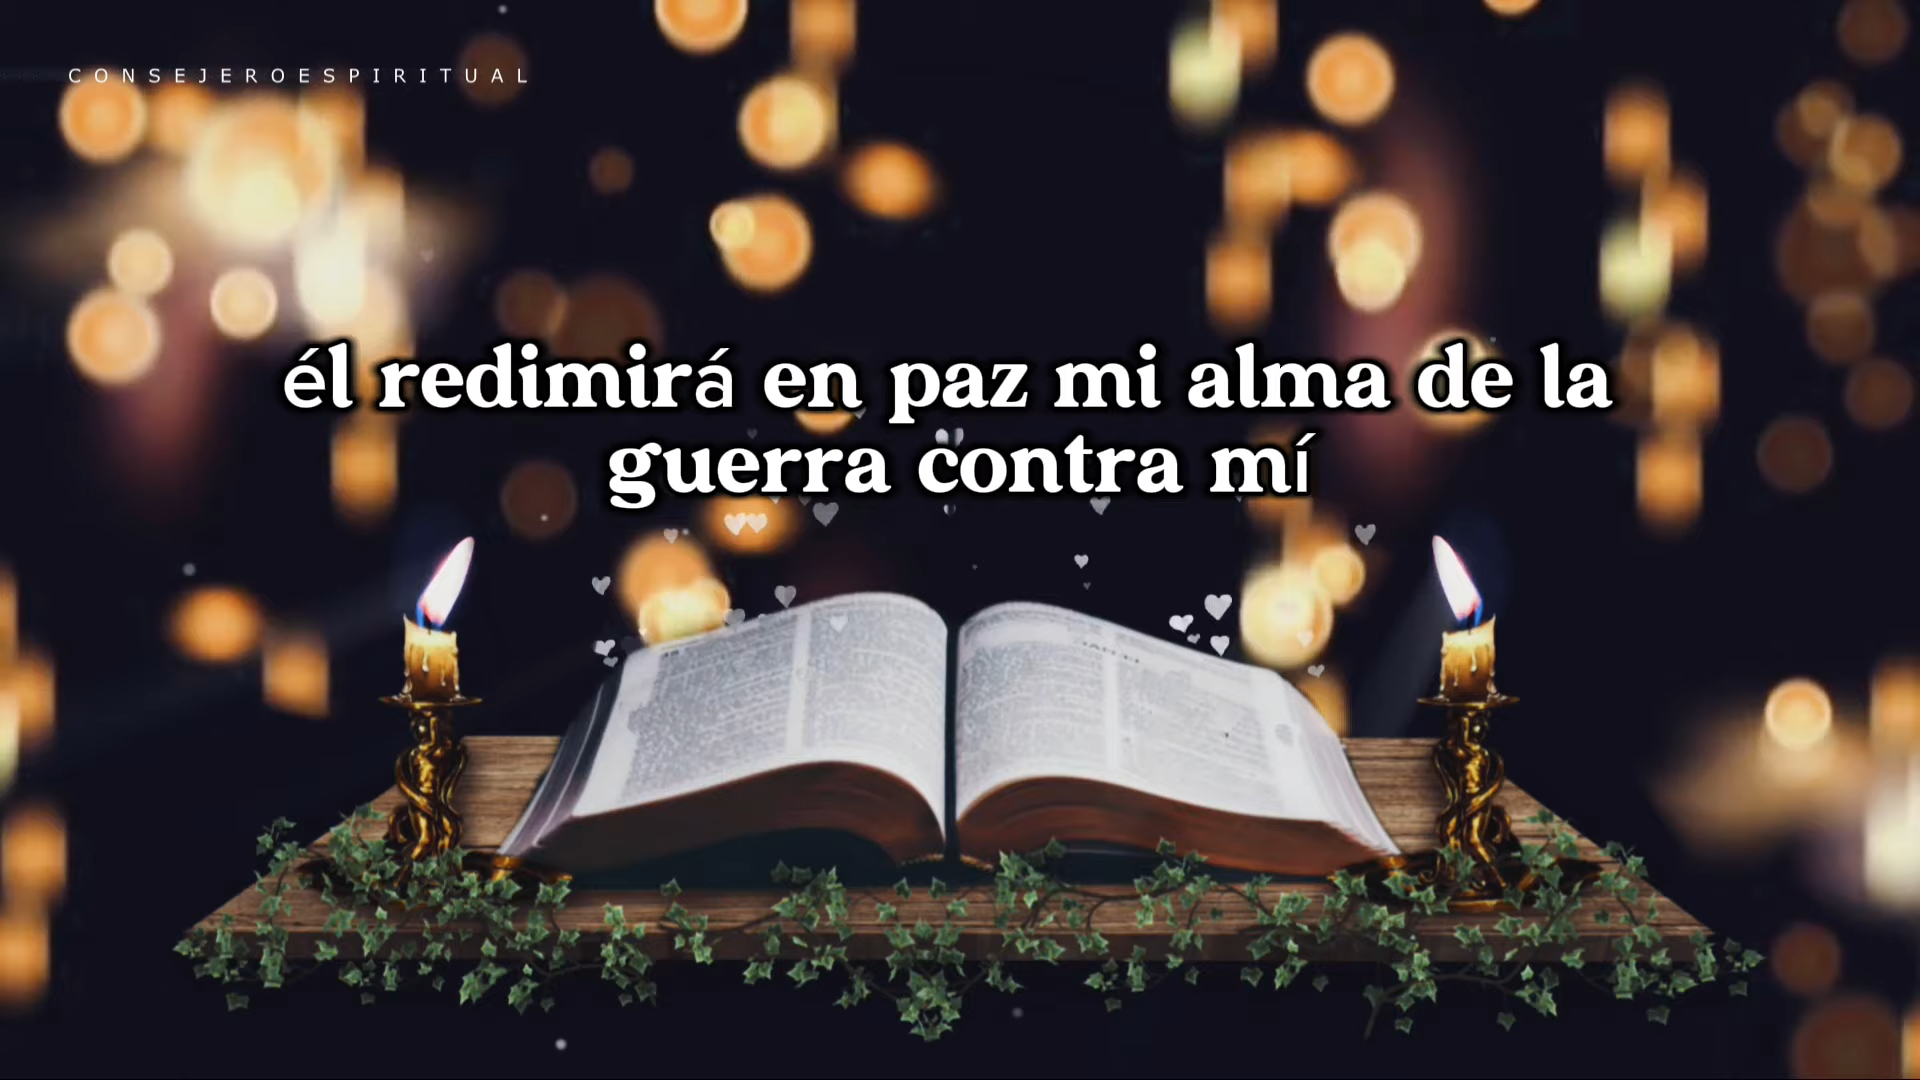 CONSEJEROESPIRITUAL
él redimirá en paz mi alma de la
guerra contra mí